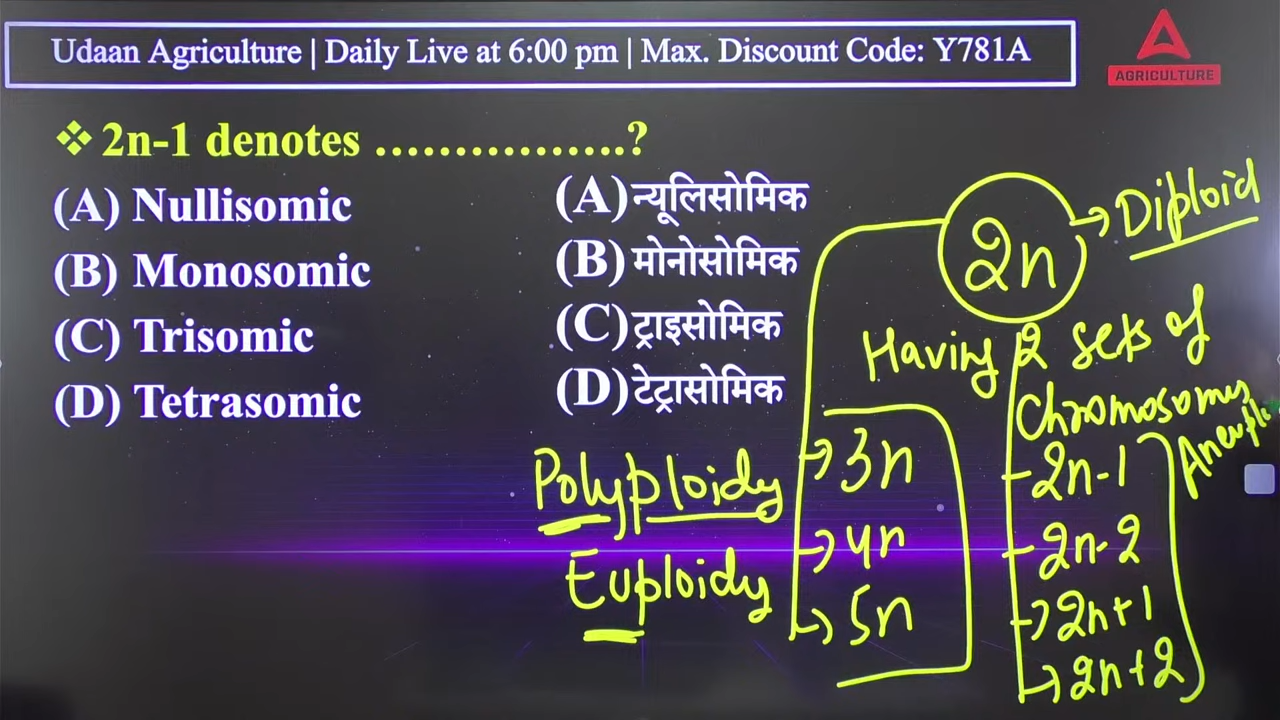 Udaan Agriculture | Daily Live at 6:00 pm | Max. Discount Code: Y781A
AGRICULTURE
❖ 2n-1 denotes ................?
(A) Nullisomic
(B) Monosomic
(C) Trisomic
(D) Tetrasomic
(A) न्यूलिसोमिक
(B) मोनोसोमिक
(C) ट्राइसोमिक
(D) टेट्रासोमिक
2n → Diploid
Having 2 sets of
Chromosomes
Polyploidy
Euploidy
→ 3n
→ 4n
→ 5n
2n-1
2n-2
→ 2n+1
→ 2n+2